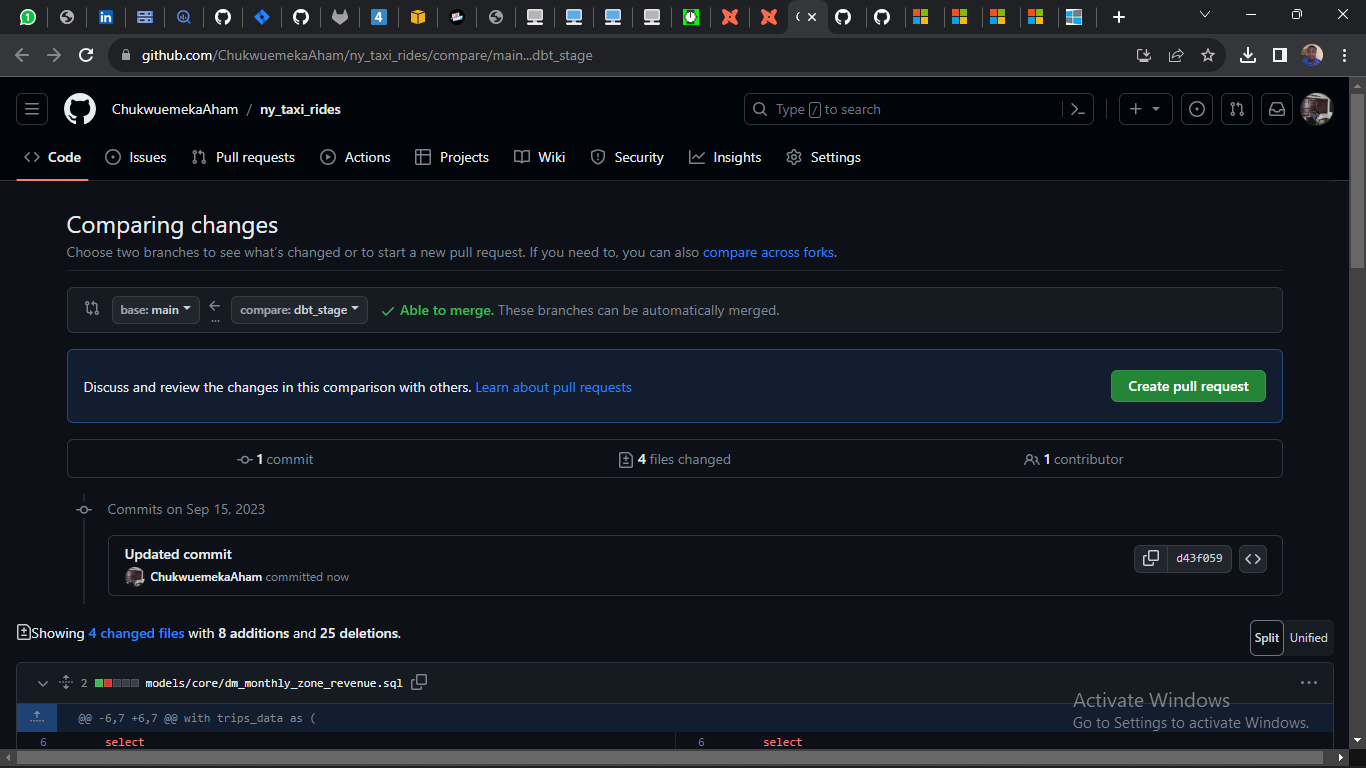 4
github.com/ChukwuemekaAham/ny_taxi_rides/compare/main...dbt_stage
ChukwuemekaAham / ny_taxi_rides
Type / to search
Code Issues Pull requests Actions Projects Wiki Security Insights Settings
Comparing changes
Choose two branches to see what's changed or to start a new pull request. If you need to, you can also compare across forks.
base: main ... compare: dbt_stage Able to merge. These branches can be automatically merged.
Discuss and review the changes in this comparison with others. Learn about pull requests Create pull request
1 commit 4 files changed 1 contributor
Commits on Sep 15, 2023
Updated commit
d43f059
ChukwuemekaAham committed now
Showing 4 changed files with 8 additions and 25 deletions.
Split Unified
2 models/core/dm_monthly_zone_revenue.sql
@@ -6,7 +6,7 @@ with trips_data as (
6 select 6 select
Activate Windows
Go to Settings to activate Windows.